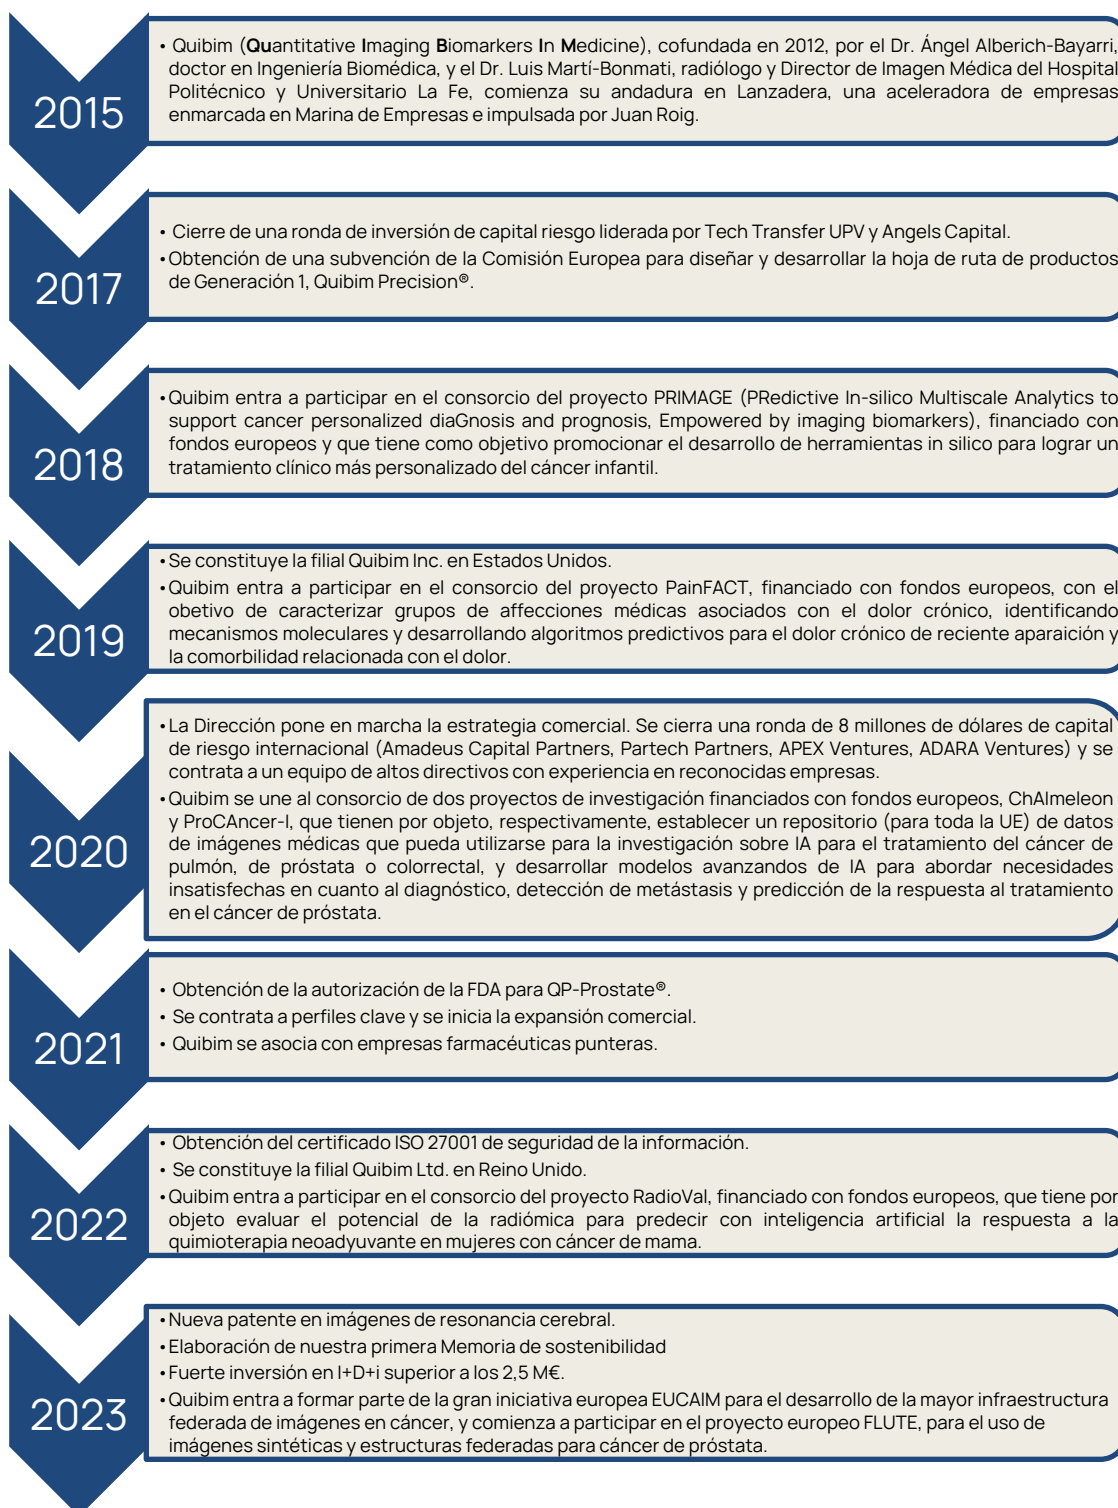 2015
• Quibim (Quantitative Imaging Biomarkers In Medicine), cofundada en 2012, por el Dr. Ángel Alberich-Bayarri,
doctor en Ingeniería Biomédica, y el Dr. Luis Martí-Bonmati, radiólogo y Director de Imagen Médica del Hospital
Politécnico y Universitario La Fe, comienza su andadura en Lanzadera, una aceleradora de empresas
enmarcada en Marina de Empresas e impulsada por Juan Roig.
2017
• Cierre de una ronda de inversión de capital riesgo liderada por Tech Transfer UPV y Angels Capital.
• Obtención de una subvención de la Comisión Europea para diseñar y desarrollar la hoja de ruta de productos
de Generación 1, Quibim Precision®.
2018
• Quibim entra a participar en el consorcio del proyecto PRIMAGE (PRedictive In-silico Multiscale Analytics to
support cancer personalized diaGnosis and prognosis, Empowered by imaging biomarkers), financiado con
fondos europeos y que tiene como objetivo promocionar el desarrollo de herramientas in silico para lograr un
tratamiento clínico más personalizado del cáncer infantil.
2019
• Se constituye la filial Quibim Inc. en Estados Unidos.
• Quibim entra a participar en el consorcio del proyecto PainFACT, financiado con fondos europeos, con el
obetivo de caracterizar grupos de affecciones médicas asociados con el dolor crónico, identificando
mecanismos moleculares y desarrollando algoritmos predictivos para el dolor crónico de reciente aparaición y
la comorbilidad relacionada con el dolor.
2020
• La Dirección pone en marcha la estrategia comercial. Se cierra una ronda de 8 millones de dólares de capital
de riesgo internacional (Amadeus Capital Partners, Partech Partners, APEX Ventures, ADARA Ventures) y se
contrata a un equipo de altos directivos con experiencia en reconocidas empresas.
• Quibim se une al consorcio de dos proyectos de investigación financiados con fondos europeos, ChAImeleon
y ProCAncer-I, que tienen por objeto, respectivamente, establecer un repositorio (para toda la UE) de datos
de imágenes médicas que pueda utilizarse para la investigación sobre IA para el tratamiento del cáncer de
pulmón, de próstata o colorrectal, y desarrollar modelos avanzandos de IA para abordar necesidades
insatisfechas en cuanto al diagnóstico, detección de metástasis y predicción de la respuesta al tratamiento
en el cáncer de próstata.
2021
• Obtención de la autorización de la FDA para QP-Prostate®.
• Se contrata a perfiles clave y se inicia la expansión comercial.
• Quibim se asocia con empresas farmacéuticas punteras.
2022
• Obtención del certificado ISO 27001 de seguridad de la información.
• Se constituye la filial Quibim Ltd. en Reino Unido.
• Quibim entra a participar en el consorcio del proyecto RadioVal, financiado con fondos europeos, que tiene por
objeto evaluar el potencial de la radiómica para predecir con inteligencia artificial la respuesta a la
quimioterapia neoadyuvante en mujeres con cáncer de mama.
2023
• Nueva patente en imágenes de resonancia cerebral.
• Elaboración de nuestra primera Memoria de sostenibilidad
• Fuerte inversión en I+D+i superior a los 2,5 M€.
• Quibim entra a formar parte de la gran iniciativa europea EUCAIM para el desarrollo de la mayor infraestructura
federada de imágenes en cáncer, y comienza a participar en el proyecto europeo FLUTE, para el uso de
imágenes sintéticas y estructuras federadas para cáncer de próstata.